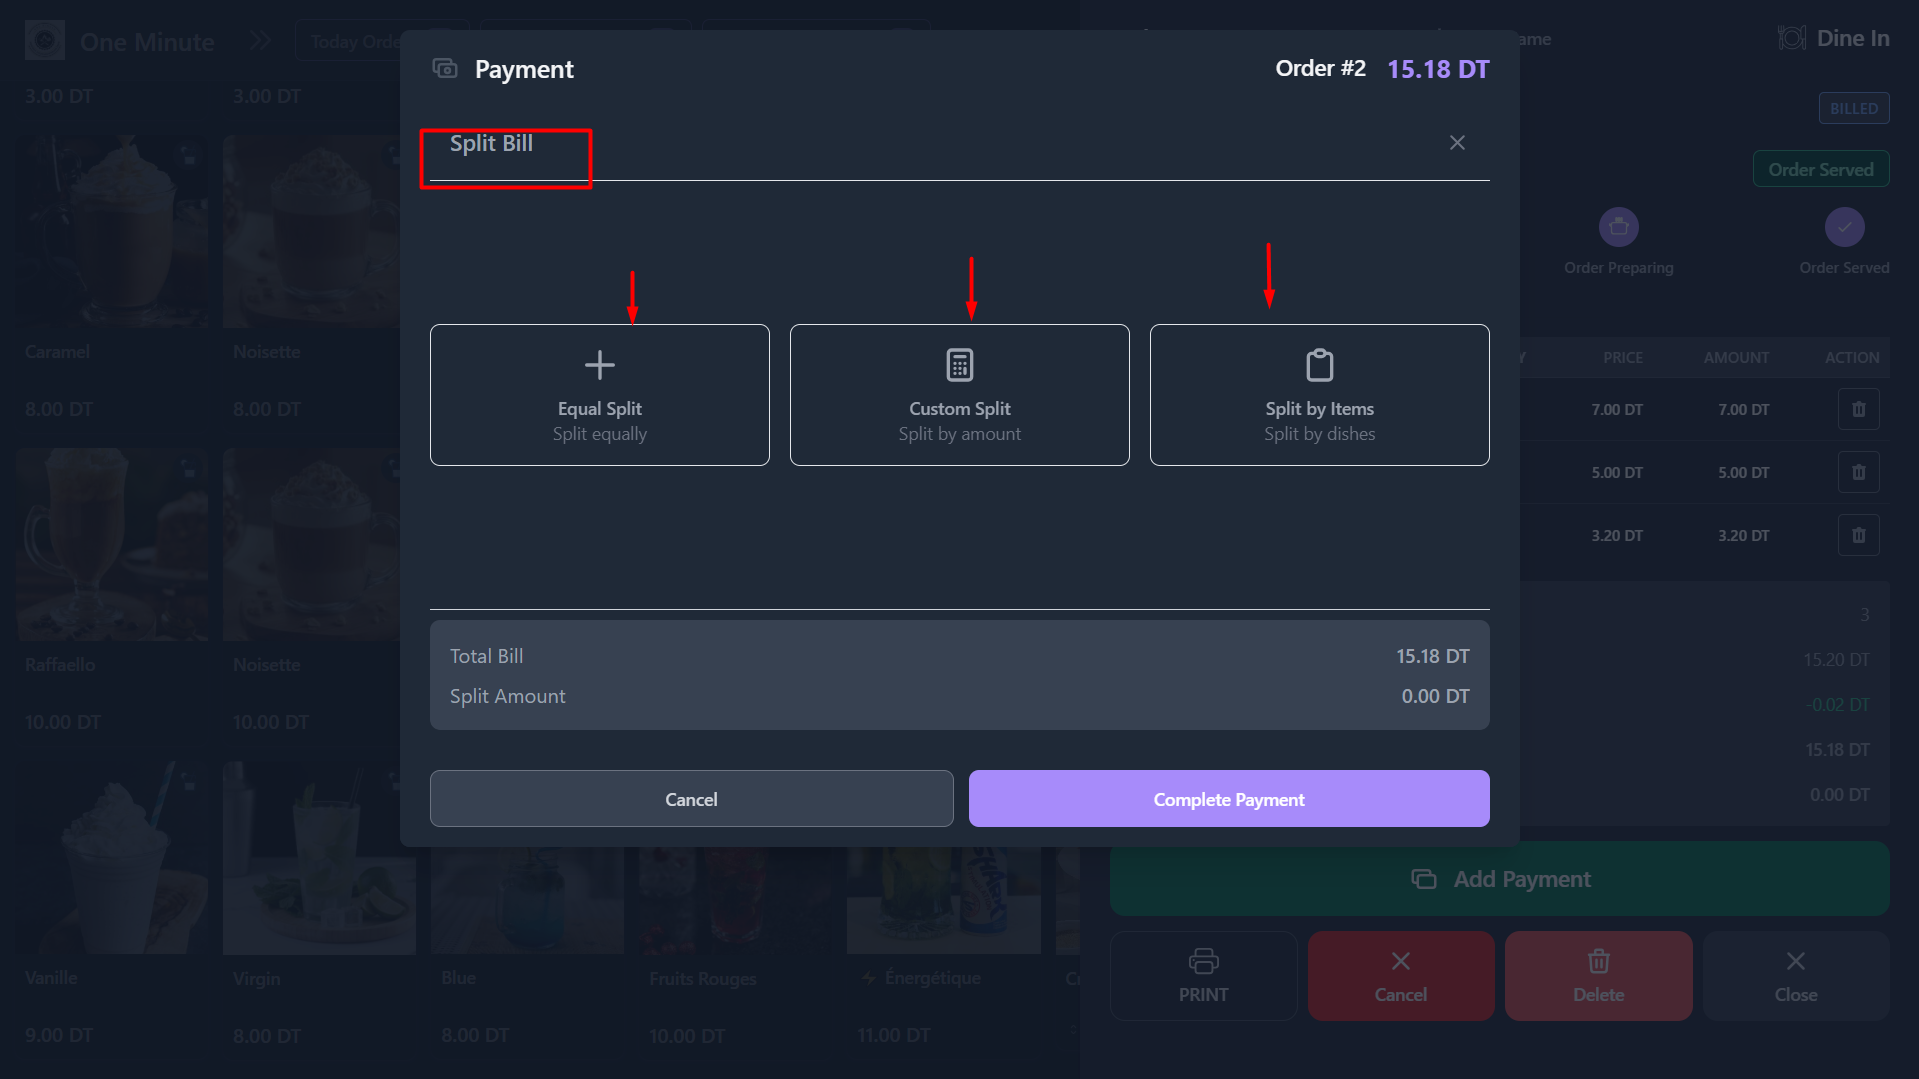 One Minute
Today Orde
Dine In
ame
3.00 DT
3.00 DT
Payment
Order #2
15.18 DT
BILLED
Split Bill
Order Served
Order Preparing
Order Served
Caramel
Noisette
8.00 DT
8.00 DT
Equal Split
Split equally
Custom Split
Split by amount
Split by Items
Split by dishes
Y
PRICE
AMOUNT
ACTION
7.00 DT
7.00 DT
5.00 DT
5.00 DT
3.20 DT
3.20 DT
Raffaello
Noisette
10.00 DT
10.00 DT
Total Bill
15.18 DT
Split Amount
0.00 DT
3
15.20 DT
-0.02 DT
15.18 DT
0.00 DT
Cancel
Complete Payment
Add Payment
Vanille
Virgin
Blue
Fruits Rouges
Énergétique
9.00 DT
8.00 DT
8.00 DT
10.00 DT
11.00 DT
PRINT
Cancel
Delete
Close